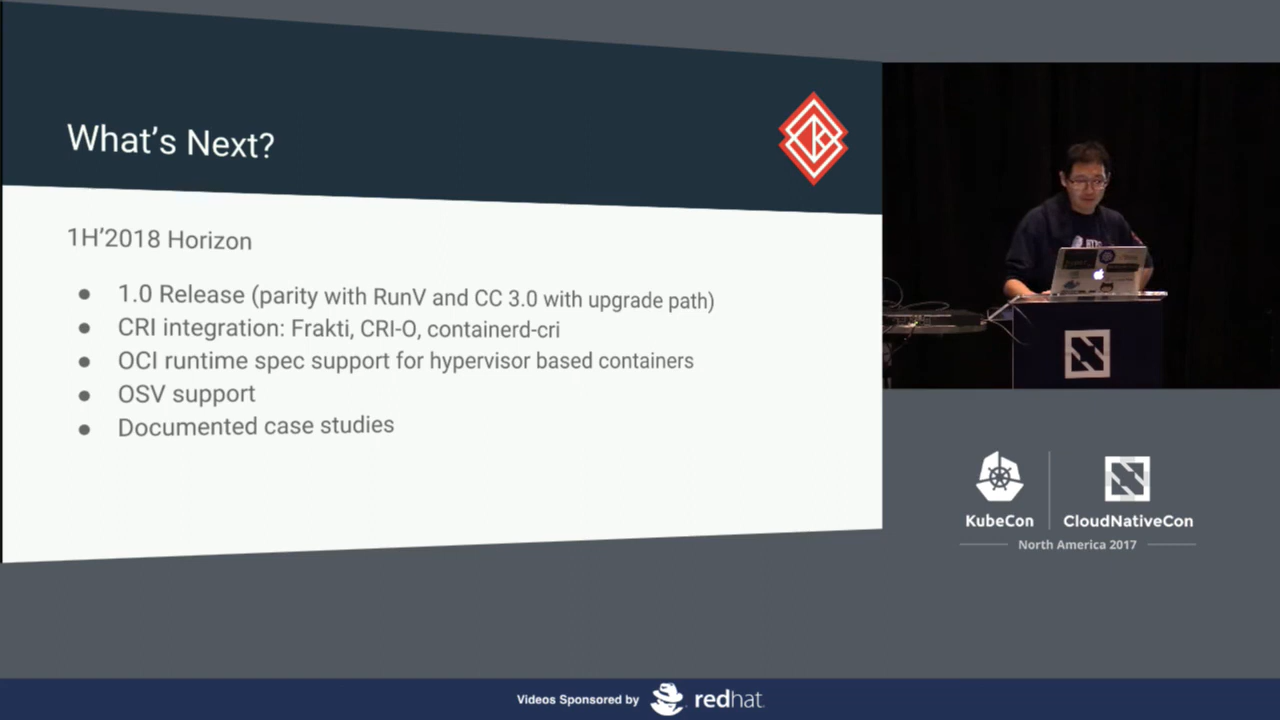 What's Next?
1H'2018 Horizon
● 1.0 Release (parity with RunV and CC 3.0 with upgrade path)
● CRI integration: Frakti, CRI-O, containerd-cri
● OCI runtime spec support for hypervisor based containers
● OSV support
● Documented case studies
KubeCon
CloudNativeCon
North America 2017
Videos Sponsored by redhat